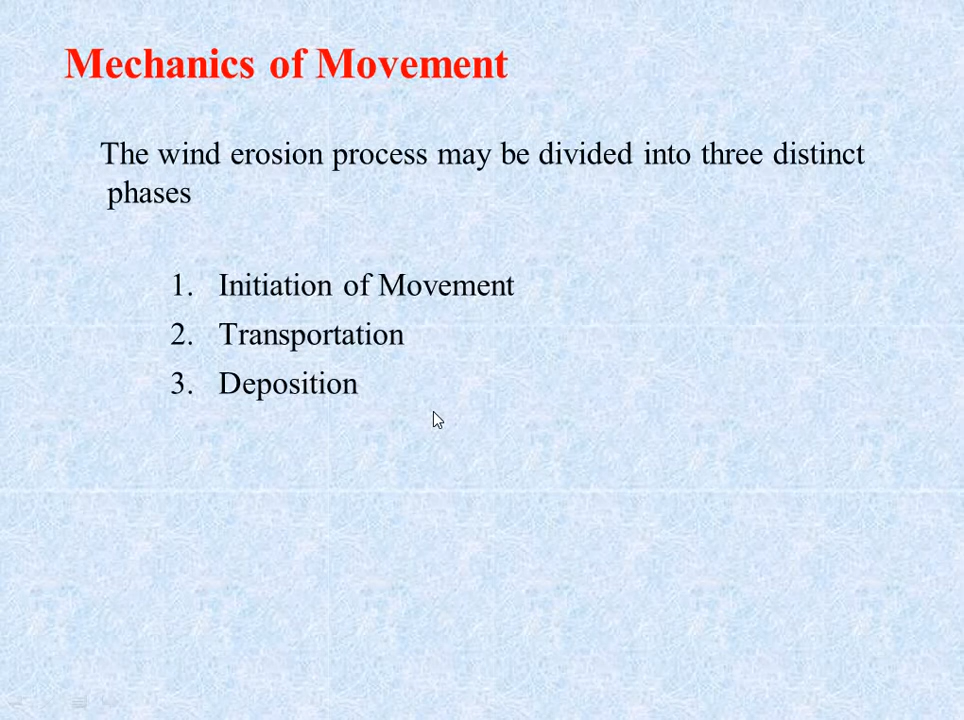 Mechanics of Movement
The wind erosion process may be divided into three distinct
phases
1. Initiation of Movement
2. Transportation
3. Deposition